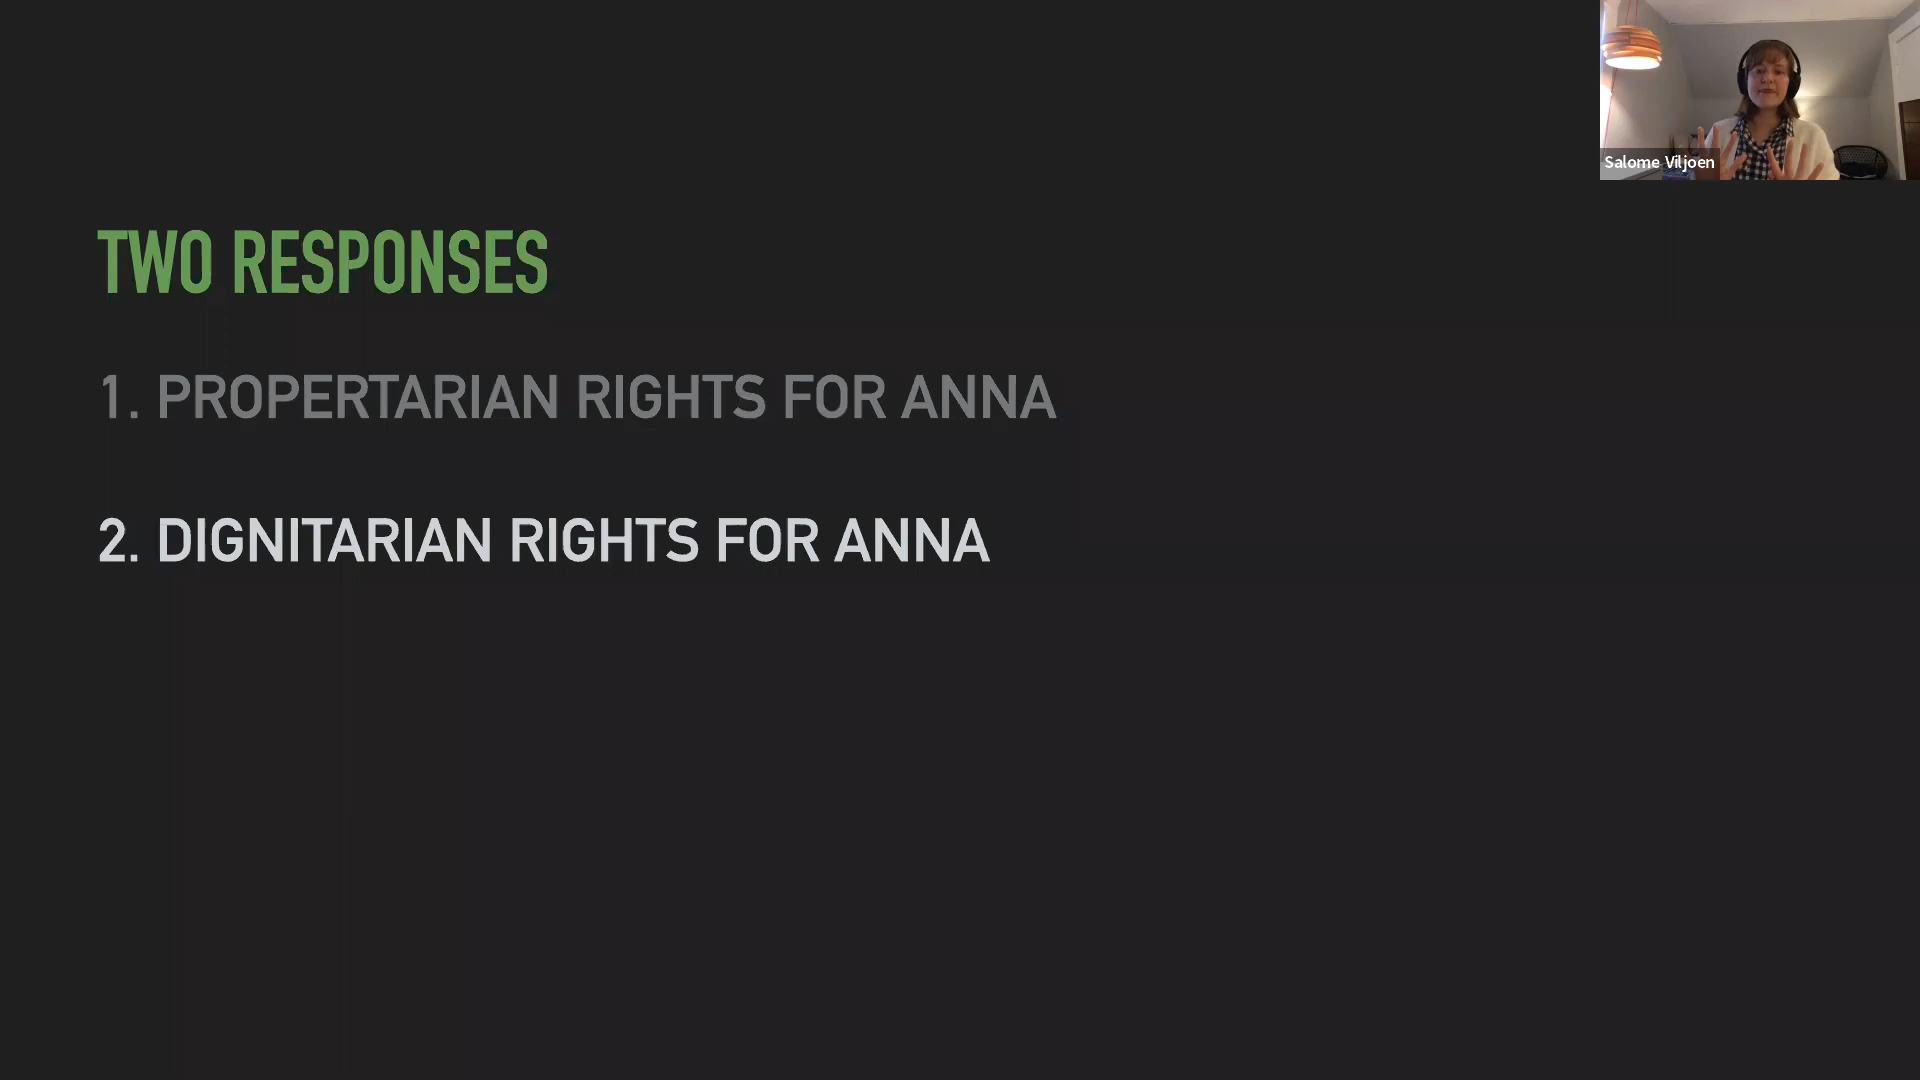 Salome Viljoen
TWO RESPONSES
1. PROPERTARIAN RIGHTS FOR ANNA
2. DIGNITARIAN RIGHTS FOR ANNA